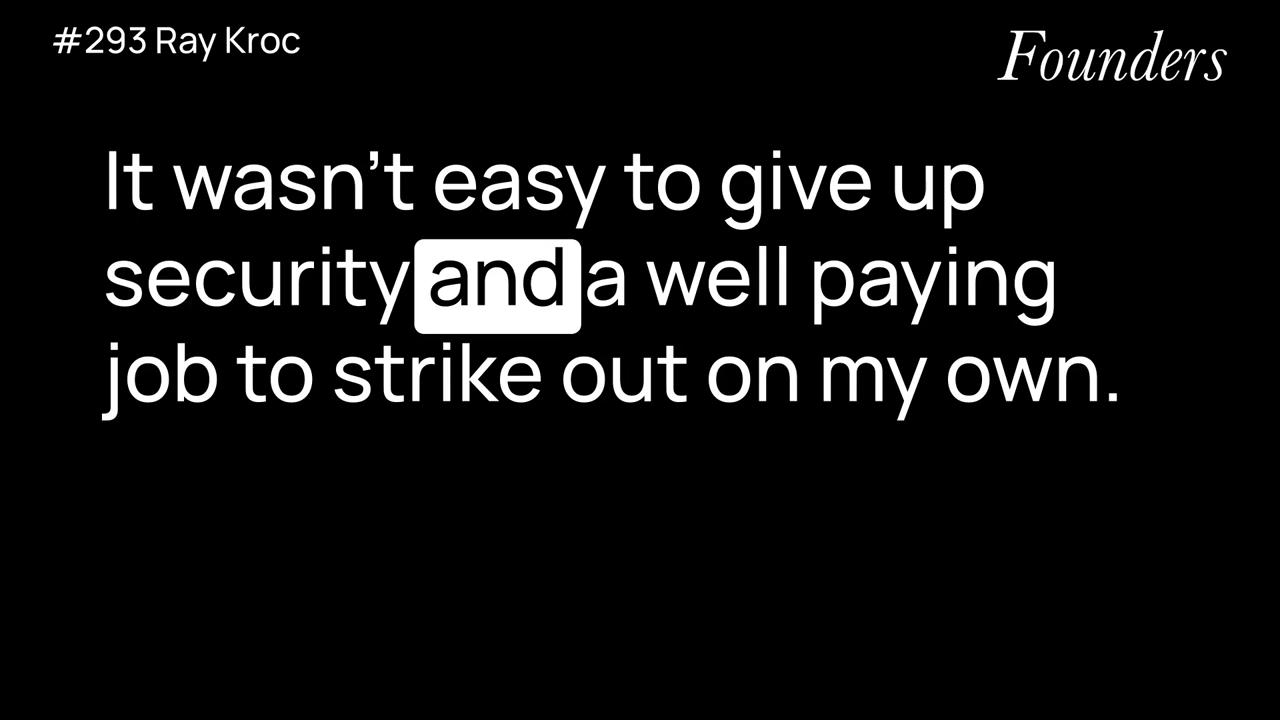 #293 Ray Kroc
Founders
It wasn’t easy to give up
security and a well paying
job to strike out on my own.